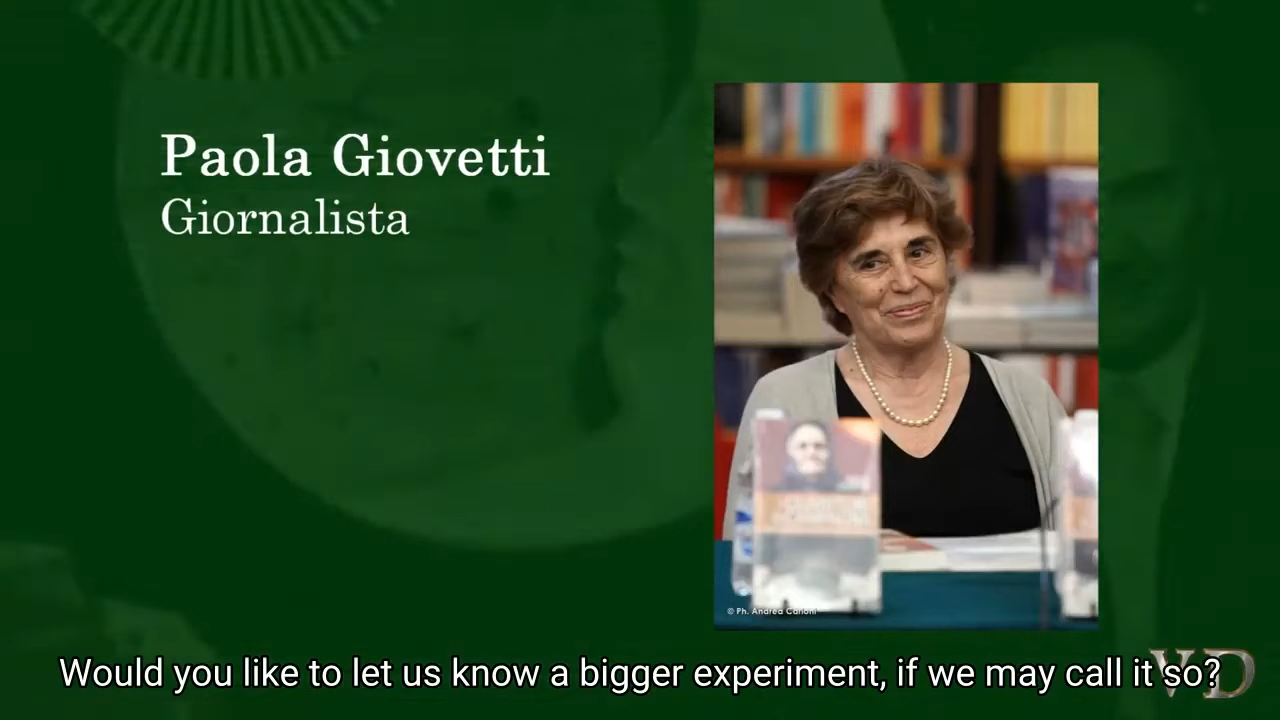 Paola Giovetti
Giornalista
© Ph. Andrea
Would you like to let us know a bigger experiment, if we may call it so?
VD